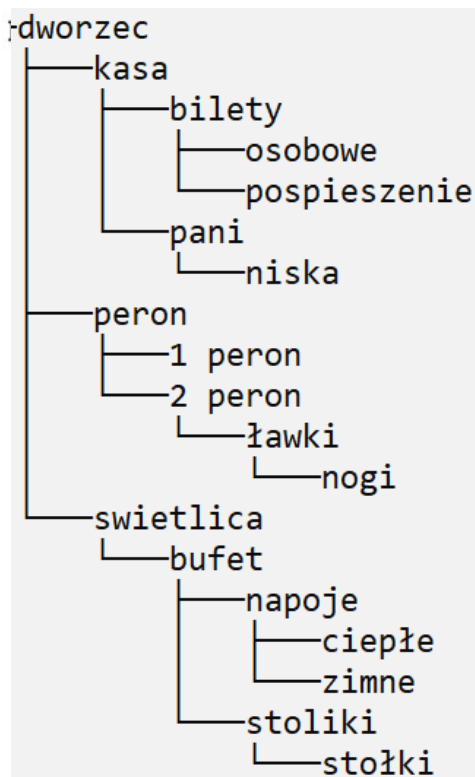 dworzec
kasa
bilety
osobowe
pospieszenie
pani
niska
peron
1 peron
2 peron
ławki
nogi
swietlica
bufet
napoje
ciepłe
zimne
stoliki
stołki